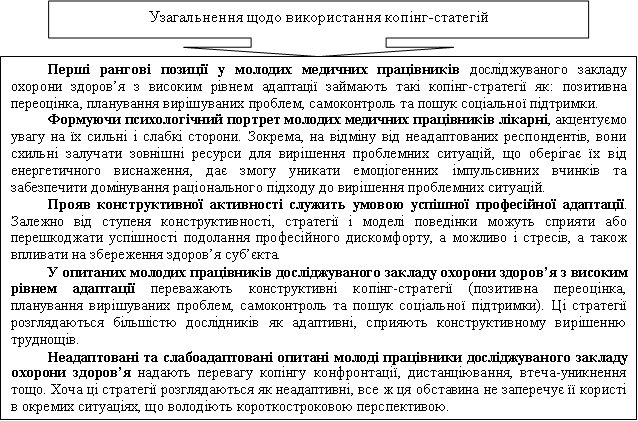 Узагальнення щодо використання копінг-статегій
Перші рангові позиції у молодих медичних працівників досліджуваного закладу
охорони здоров’я з високим рівнем адаптації займають такі копінг-стратегії як: позитивна
переоцінка, планування вирішуваних проблем, самоконтроль та пошук соціальної підтримки.
Формуючи психологічний портрет молодих медичних працівників лікарні, акцентуємо
увагу на їх сильні і слабкі сторони. Зокрема, на відміну від неадаптованих респондентів, вони
схильні залучати зовнішні ресурси для вирішення проблемних ситуацій, що оберігає їх від
енергетичного виснаження, дає змогу уникати емоціогенних імпульсивних вчинків та
забезпечити домінування раціонального підходу до вирішення проблемних ситуацій.
Прояв конструктивної активності служить умовою успішної професійної адаптації.
Залежно від ступеня конструктивності, стратегії і моделі поведінки можуть сприяти або
перешкоджати успішності подолання професійного дискомфорту, а можливо і стресів, а також
впливати на збереження здоров’я суб’єкта.
У опитаних молодих працівників досліджуваного закладу охорони здоров’я з високим
рівнем адаптації переважають конструктивні копінг-стратегії (позитивна переоцінка,
планування вирішуваних проблем, самоконтроль та пошук соціальної підтримки). Ці стратегії
розглядаються більшістю дослідників як адаптивні, сприяють конструктивному вирішенню
труднощів.
Неадаптовані та слабоадаптовані опитані молоді працівники досліджуваного закладу
охорони здоров’я надають перевагу копінгу конфронтації, дистанціювання, втеча-уникнення
тощо. Хоча ці стратегії розглядаються як неадаптивні, все ж ця обставина не заперечує її користі
в окремих ситуаціях, що володіють короткостроковою перспективою.